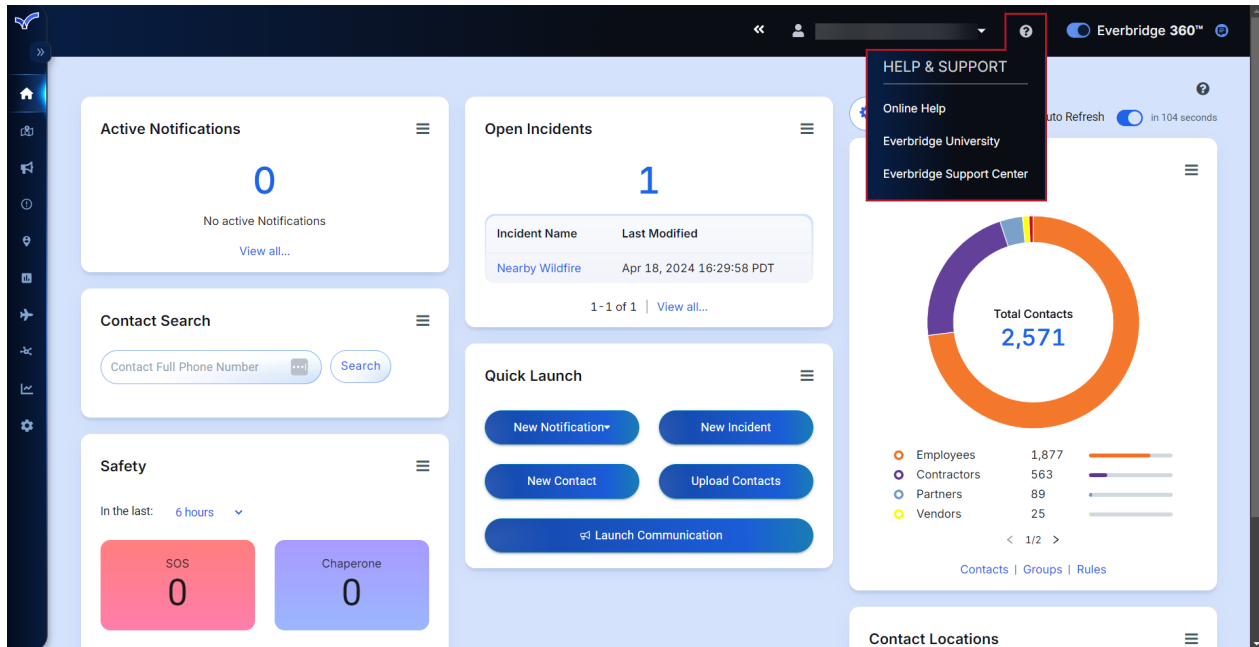 Everbridge 360™
HELP & SUPPORT
Online Help
Everbridge University
Everbridge Support Center
uto Refresh
in 104 seconds
Active Notifications
0
No active Notifications
View all...
Contact Search
Contact Full Phone Number
Search
Safety
In the last: 6 hours
SOS
0
Chaperone
0
Open Incidents
1
Incident Name Last Modified
Nearby Wildfire Apr 18, 2024 16:29:58 PDT
1-1 of 1 | View all...
Quick Launch
New Notification
New Incident
New Contact
Upload Contacts
Launch Communication
Total Contacts
2,571
Employees 1,877
Contractors 563
Partners 89
Vendors 25
< 1/2 >
Contacts | Groups | Rules
Contact Locations